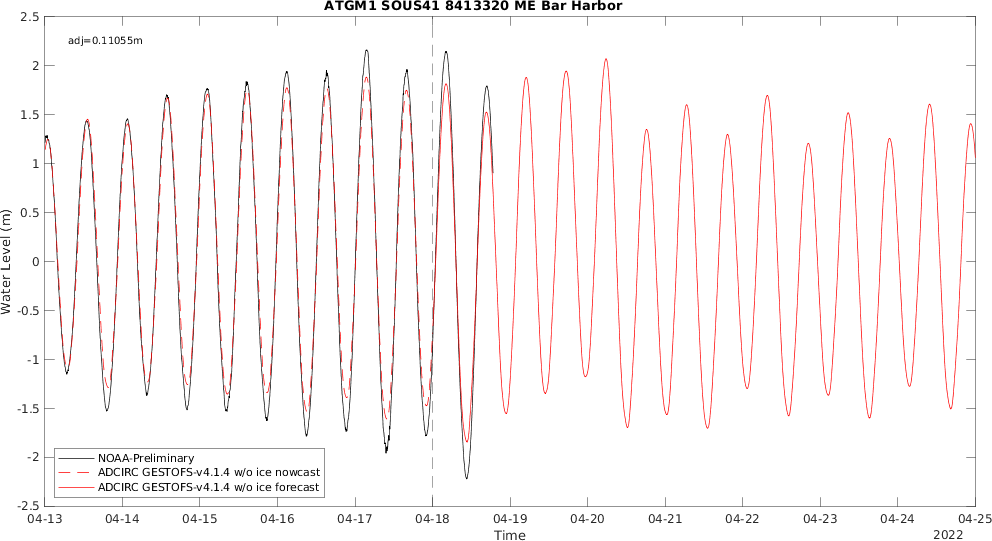 ATGM1 SOUS41 8413320 ME Bar Harbor
adj=0.11055m
2.5
2
1.5
1
0.5
0
-0.5
-1
-1.5
-2
-2.5
Water Level (m)
NOAA-Preliminary
ADCIRC GESTOFS-v4.1.4 w/o ice nowcast
ADCIRC GESTOFS-v4.1.4 w/o ice forecast
04-13 04-14 04-15 04-16 04-17 04-18 04-19 04-20 04-21 04-22 04-23 04-24 04-25
Time
2022